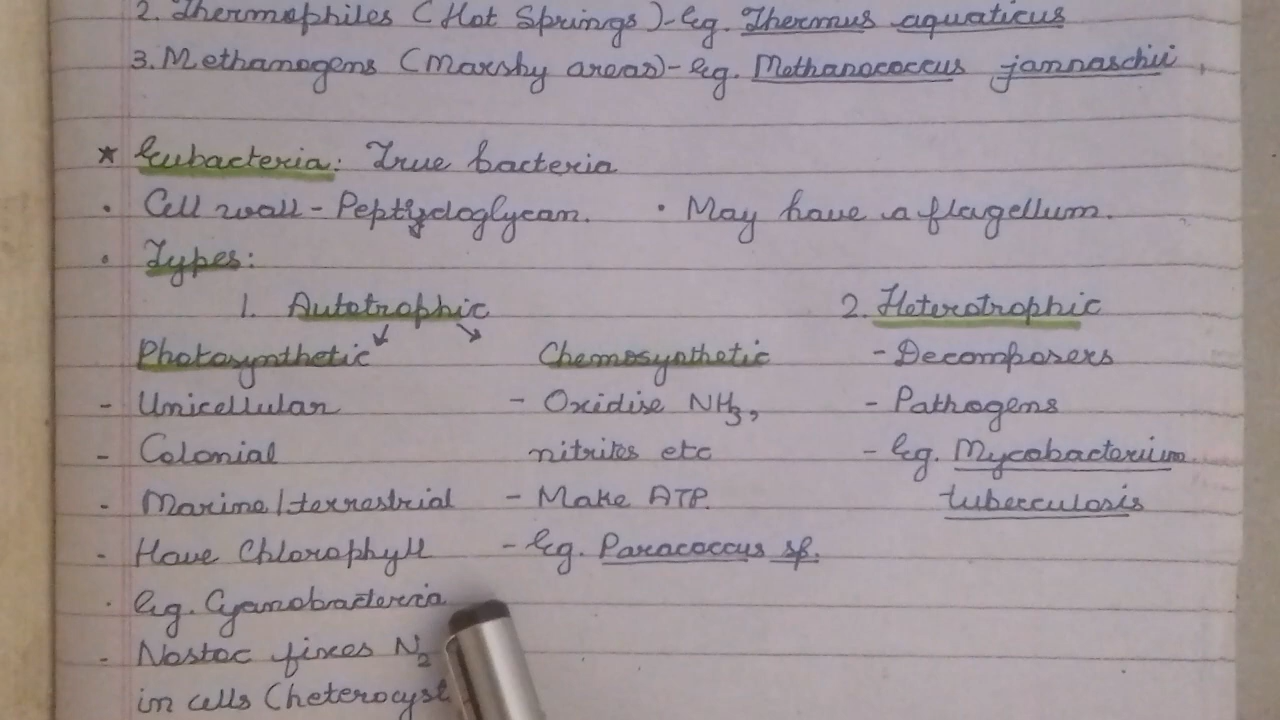 2. Thermophiles (Hot Springs)-Eg. Thermus aquaticus
3. Methanogens (Marshy areas)-Eg. Methanococcus jannaschii.
★ Eubacteria: True bacteria
· Cell wall - Peptydoglycan. · May have a flagellum.
· Types:
1. Autotrophic 2. Heterotrophic
Photosynthetic Chemosynthetic - Decomposers
- Unicellular - Oxidise NH3, - Pathogens
- Colonial nitrites etc - Eg. Mycobacterium
- Marine/terrestrial - Make ATP. tuberculosis
- Have Chlorophyll - Eg. Paracoccus sp.
· Eg. Cyanobacteria
- Nostoc fixes N2
in cells (heterocyst